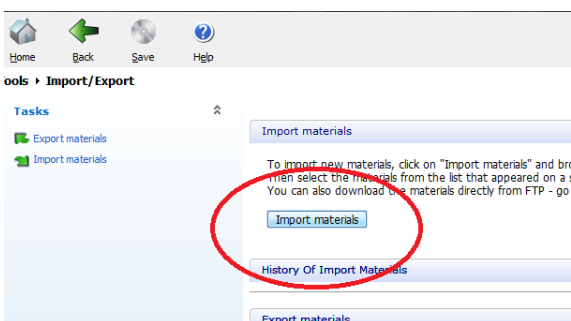 Home Back Save Help
ools ▸ Import/Export
Tasks
Export materials
Import materials
Import materials
To import new materials, click on "Import materials" and bro
Then select the materials from the list that appeared on a s
You can also download the materials directly from FTP - go
Import materials
History Of Import Materials
Export materials